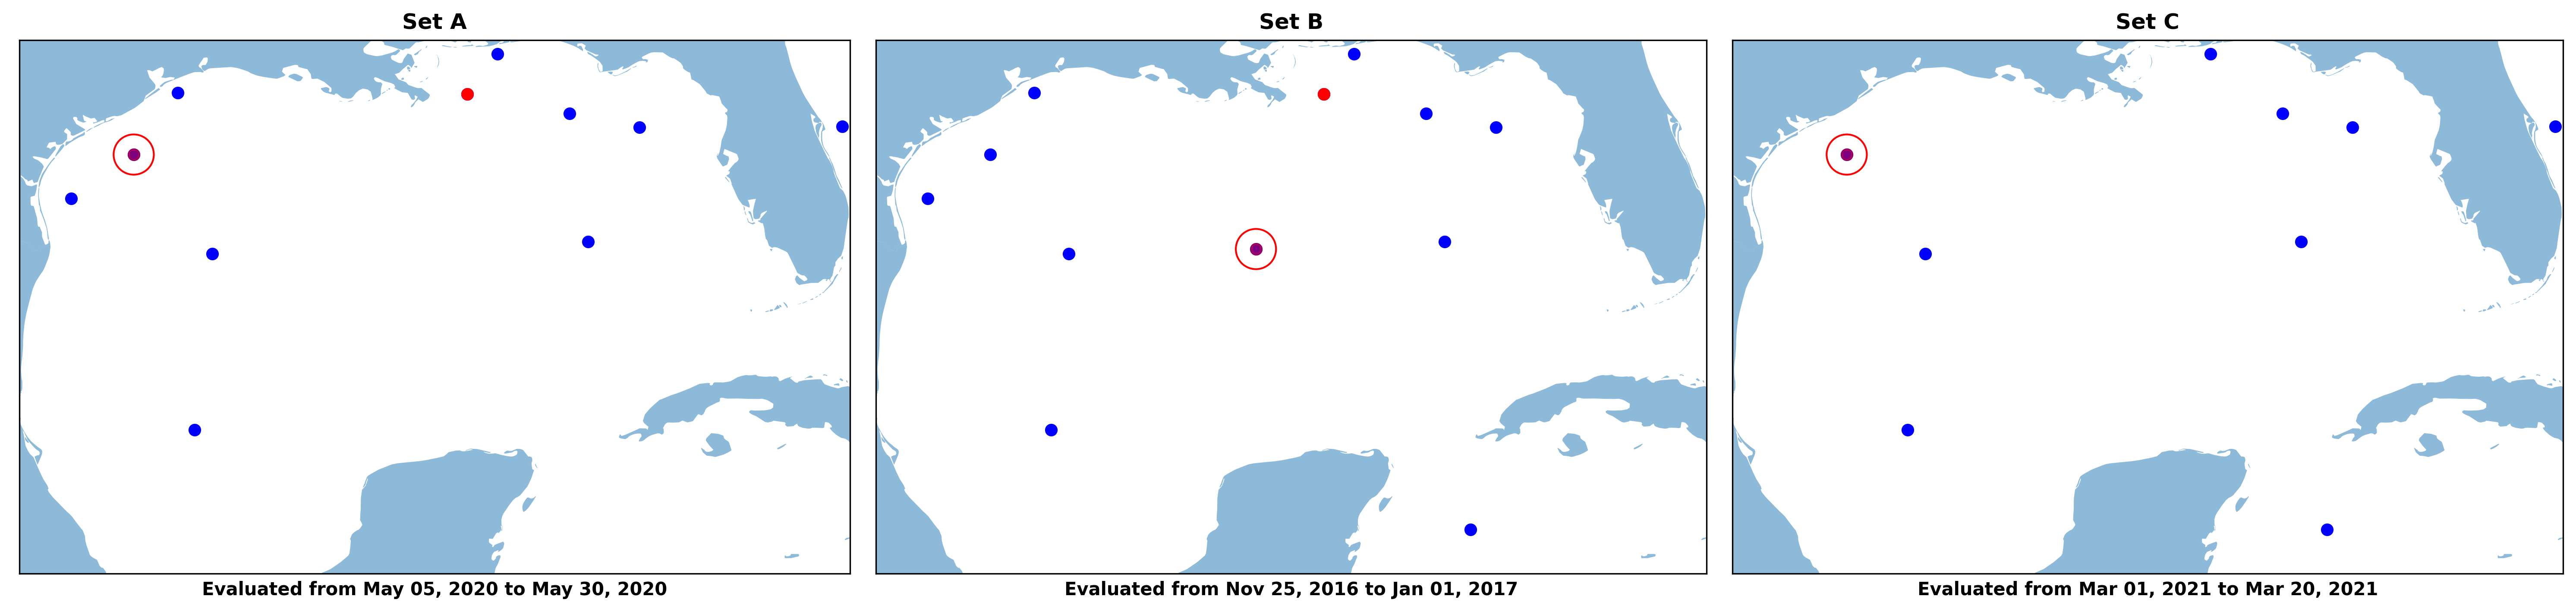 Set A
Set B
Set C
Evaluated from May 05, 2020 to May 30, 2020
Evaluated from Nov 25, 2016 to Jan 01, 2017
Evaluated from Mar 01, 2021 to Mar 20, 2021